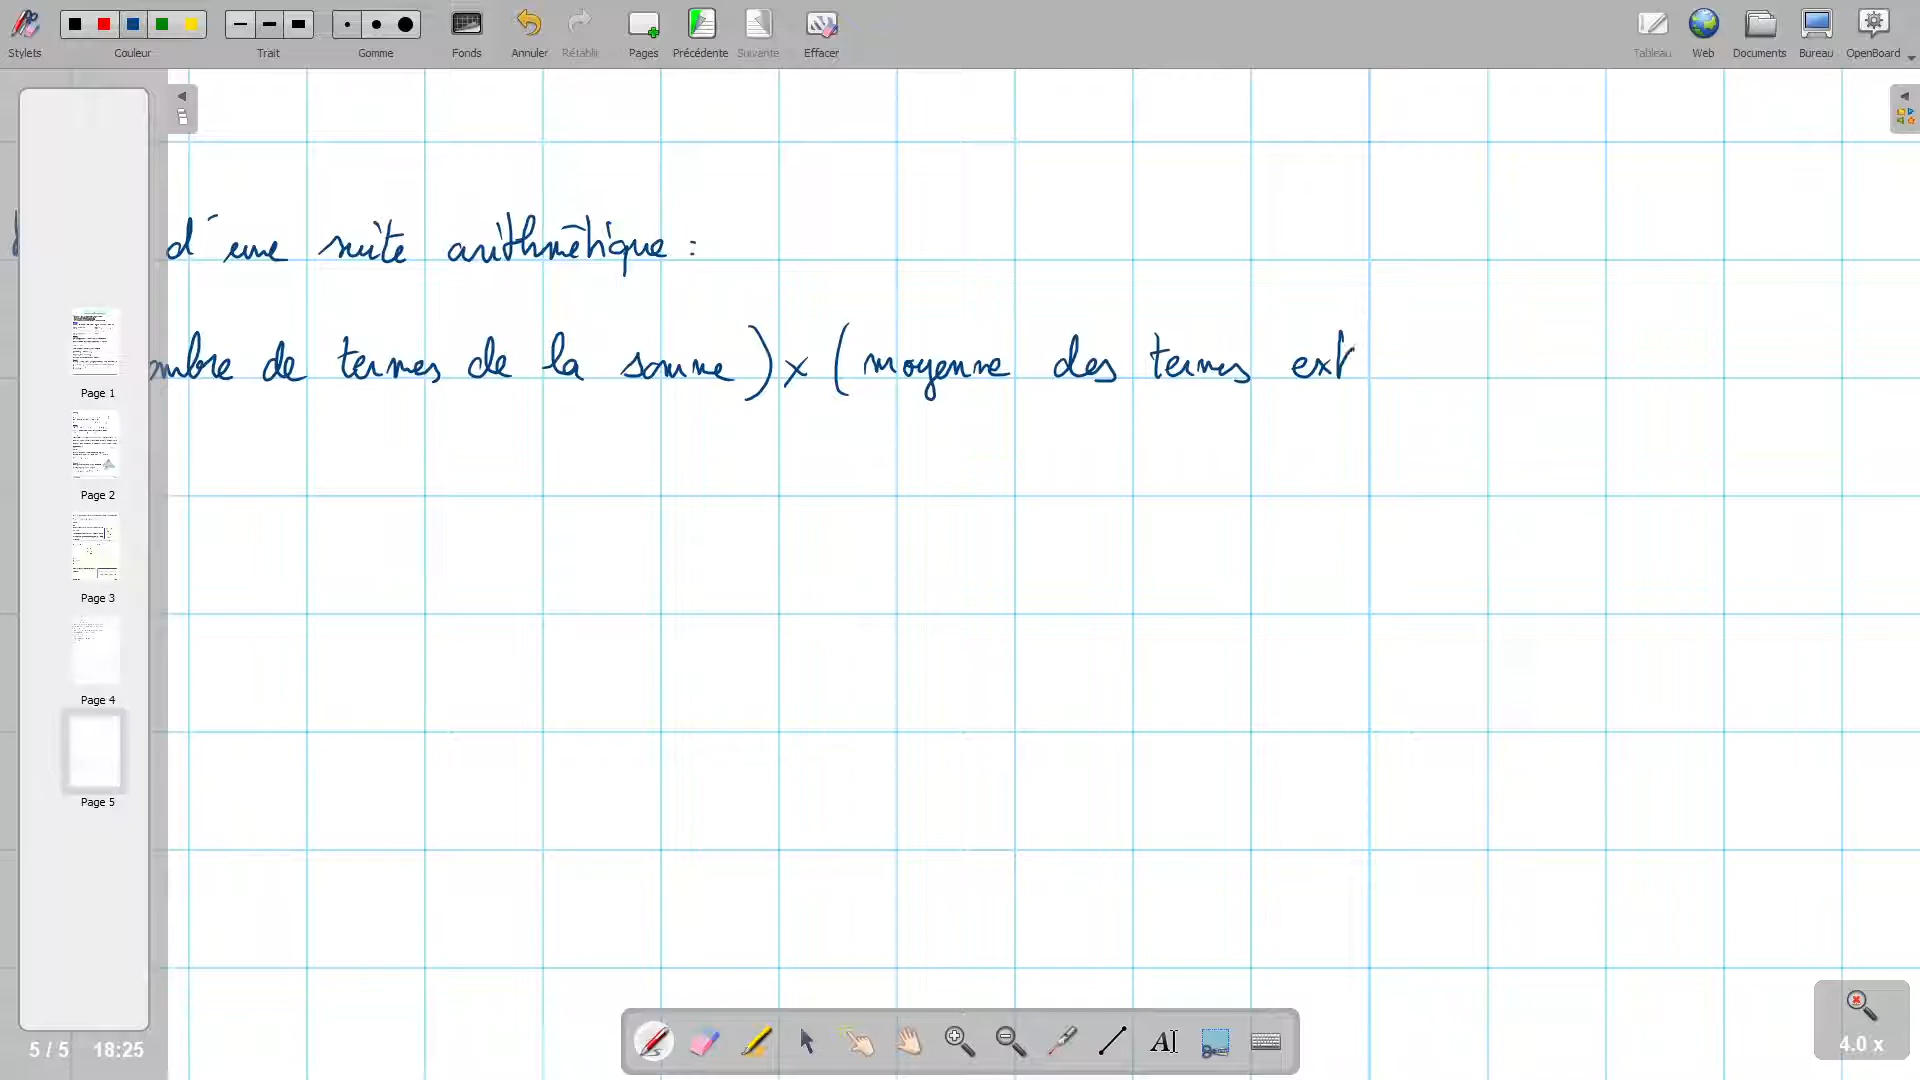 Stylets
Couleur
Trait
Gomme
Fonds
Annuler
Rétablir
Pages
Précédente
Suivante
Effacer
Tableau
Web
Documents
Bureau
OpenBoard
d'une suite arithmétique :
mbre de termes de la somme) × (moyenne des termes ext
Page 1
Page 2
Page 3
Page 4
Page 5
5 / 5 18:25
4.0 x